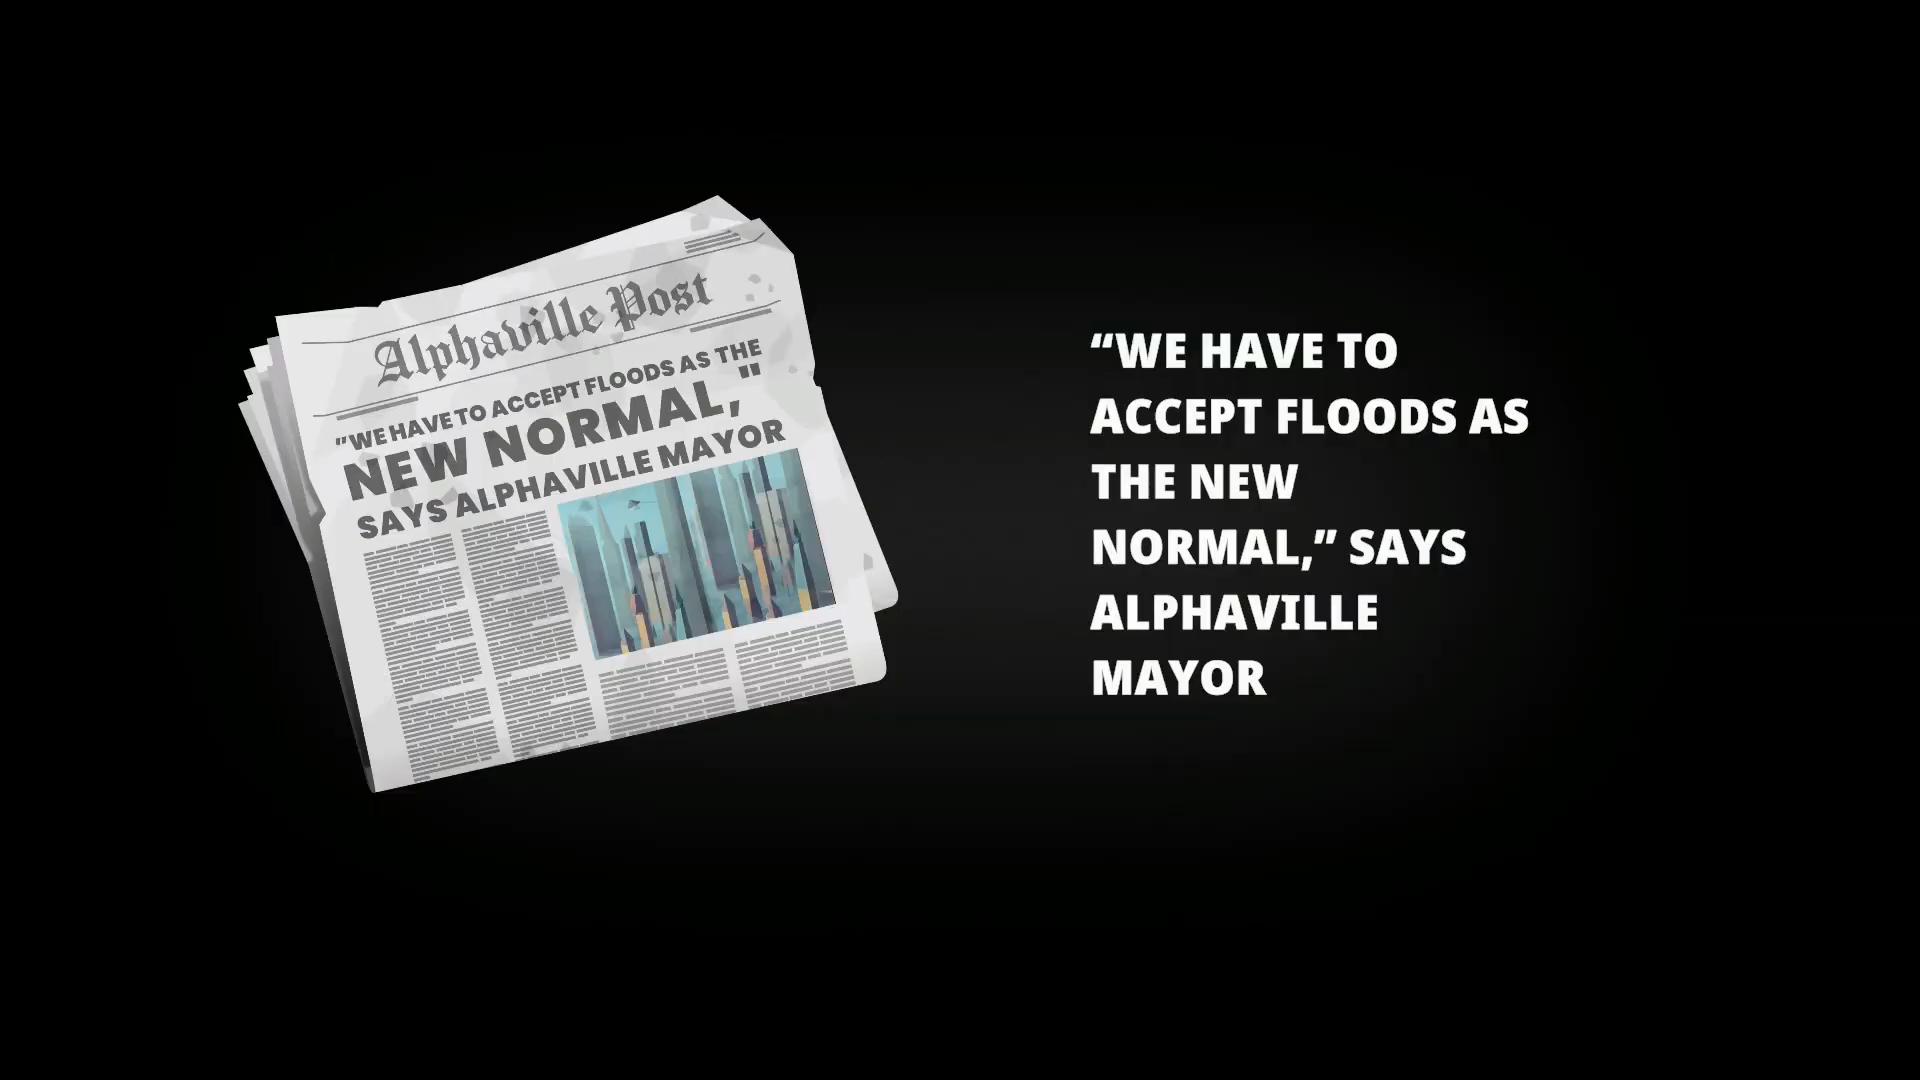 Alphaville Post
"WE HAVE TO ACCEPT FLOODS AS THE
NEW NORMAL,"
SAYS ALPHAVILLE MAYOR
“WE HAVE TO
ACCEPT FLOODS AS
THE NEW
NORMAL,” SAYS
ALPHAVILLE
MAYOR